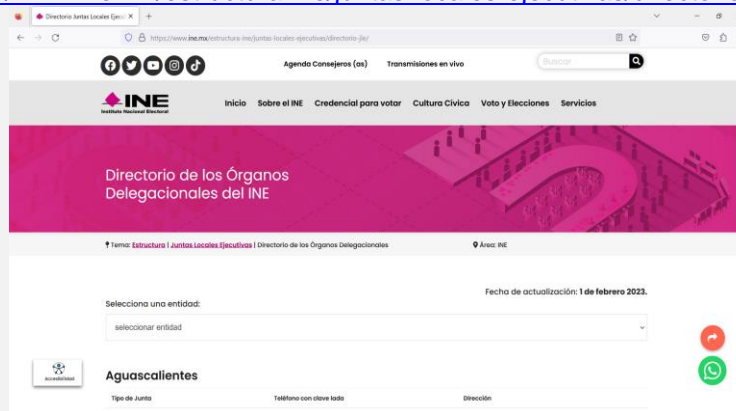 Directorio Juntas Locales Ejecu
https://www.ine.mx/estructura-ine/juntas-locales-ejecutivas/directorio-jle/
Agenda Consejeros (as) Transmisiones en vivo Buscar
INE
Instituto Nacional Electoral
Inicio Sobre el INE Credencial para votar Cultura Cívica Voto y Elecciones Servicios
Directorio de los Órganos
Delegacionales del INE
Tema: Estructura | Juntas Locales Ejecutivas | Directorio de los Órganos Delegacionales Área: INE
Fecha de actualización: 1 de febrero 2023.
Selecciona una entidad:
seleccionar entidad
Accesibilidad
Aguascalientes
Tipo de Junta Teléfono con clave lada Dirección